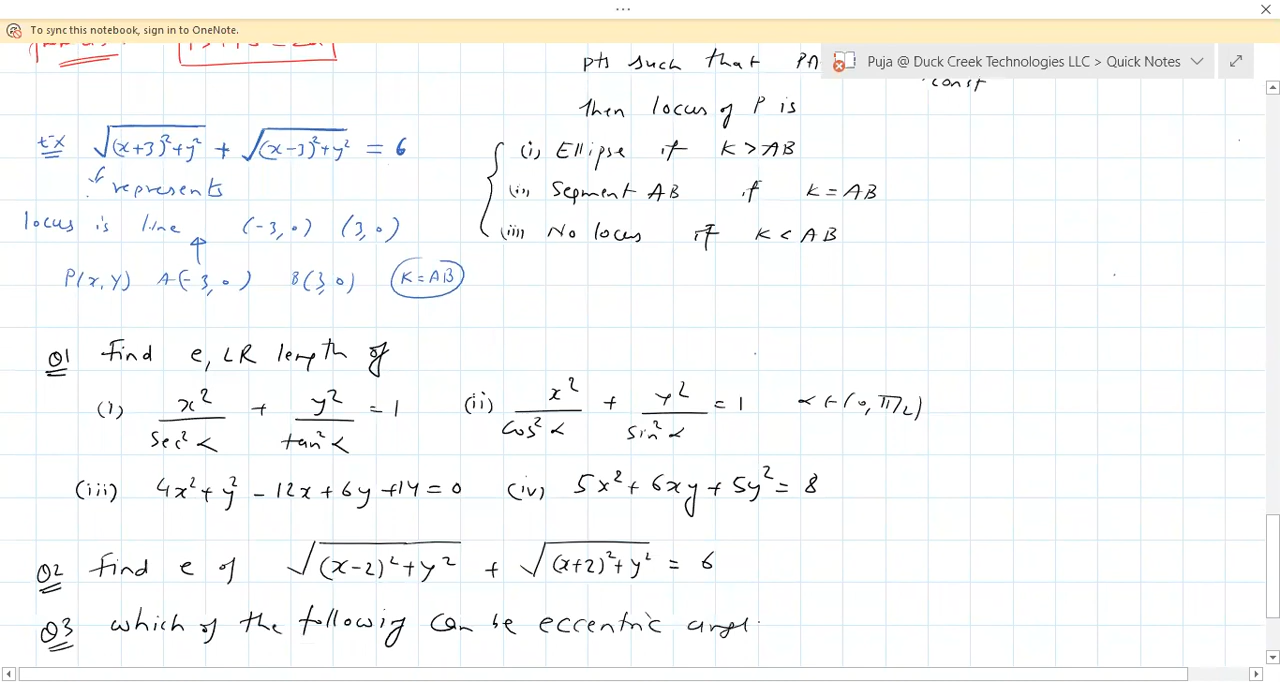 To sync this notebook, sign in to OneNote.
Puja @ Duck Creek Technologies LLC > Quick Notes
pts such that PA
const
then locus of P is
(i) Ellipse if K > AB
(ii) Segment AB if K = AB
(iii) No locus if K < AB
Ex √((x+3)²+y²) + √((x-3)²+y²) = 6
represents
locus is line (-3,0) (3,0)
P(x,y) A(-3,0) B(3,0) K=AB
Q1 Find e, LR length of
(i) x²/sec²α + y²/tan²α = 1 (ii) x²/cos²α + y²/sin²α = 1 α ∈ (0, π/2)
(iii) 4x² + y² - 12x + 6y + 14 = 0 (iv) 5x² + 6xy + 5y² = 8
Q2 find e of √((x-2)²+y²) + √((x+2)²+y²) = 6
Q3 which of the followig can be eccentric angl.